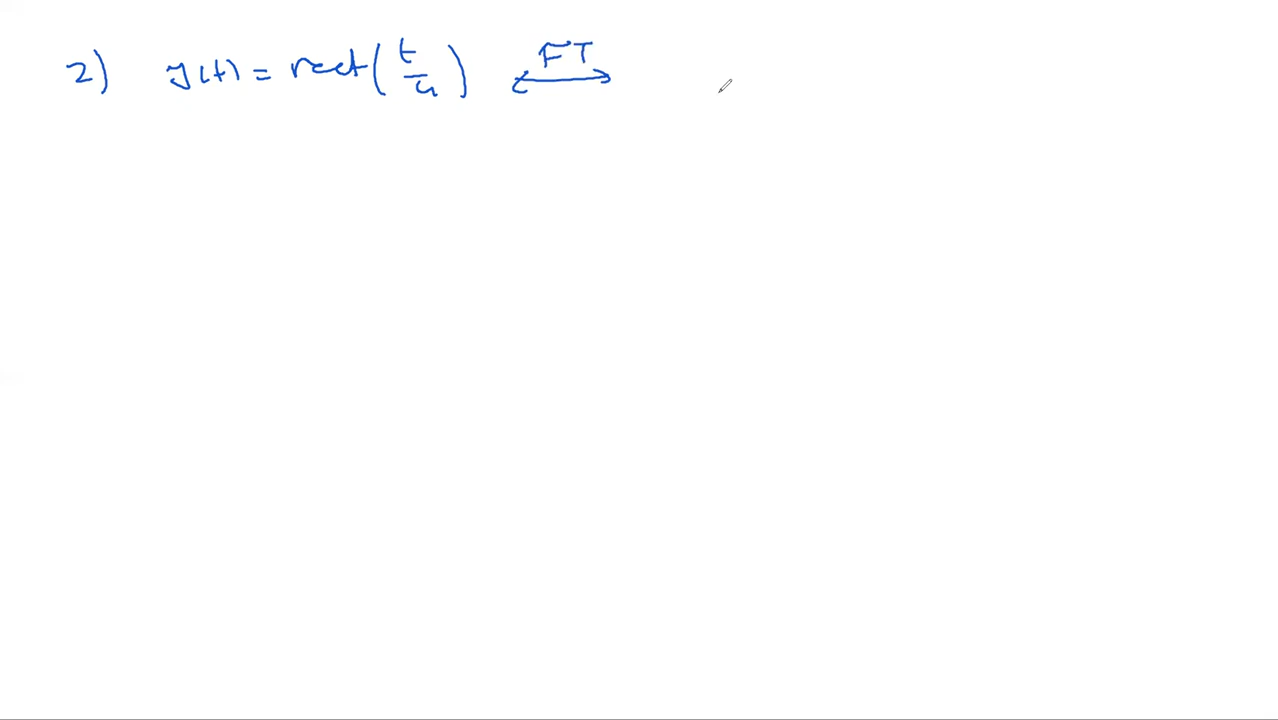 2) y(t) = rect(t/4) FT